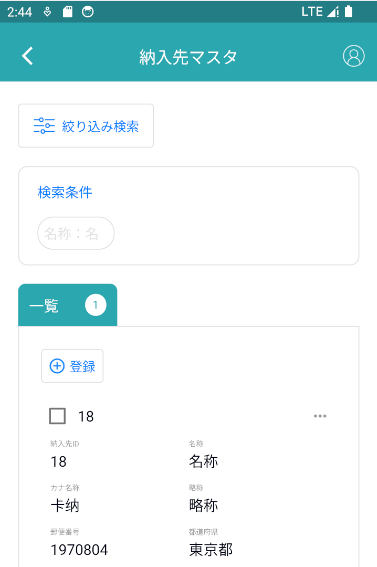 2:44 LTE
納入先マスタ
絞り込み検索
検索条件
名称：名
一覧 1
登録
18
納入先ID 名称
18 名称
カナ名称 略称
卡纳 略称
郵便番号 都道府県
1970804 東京都